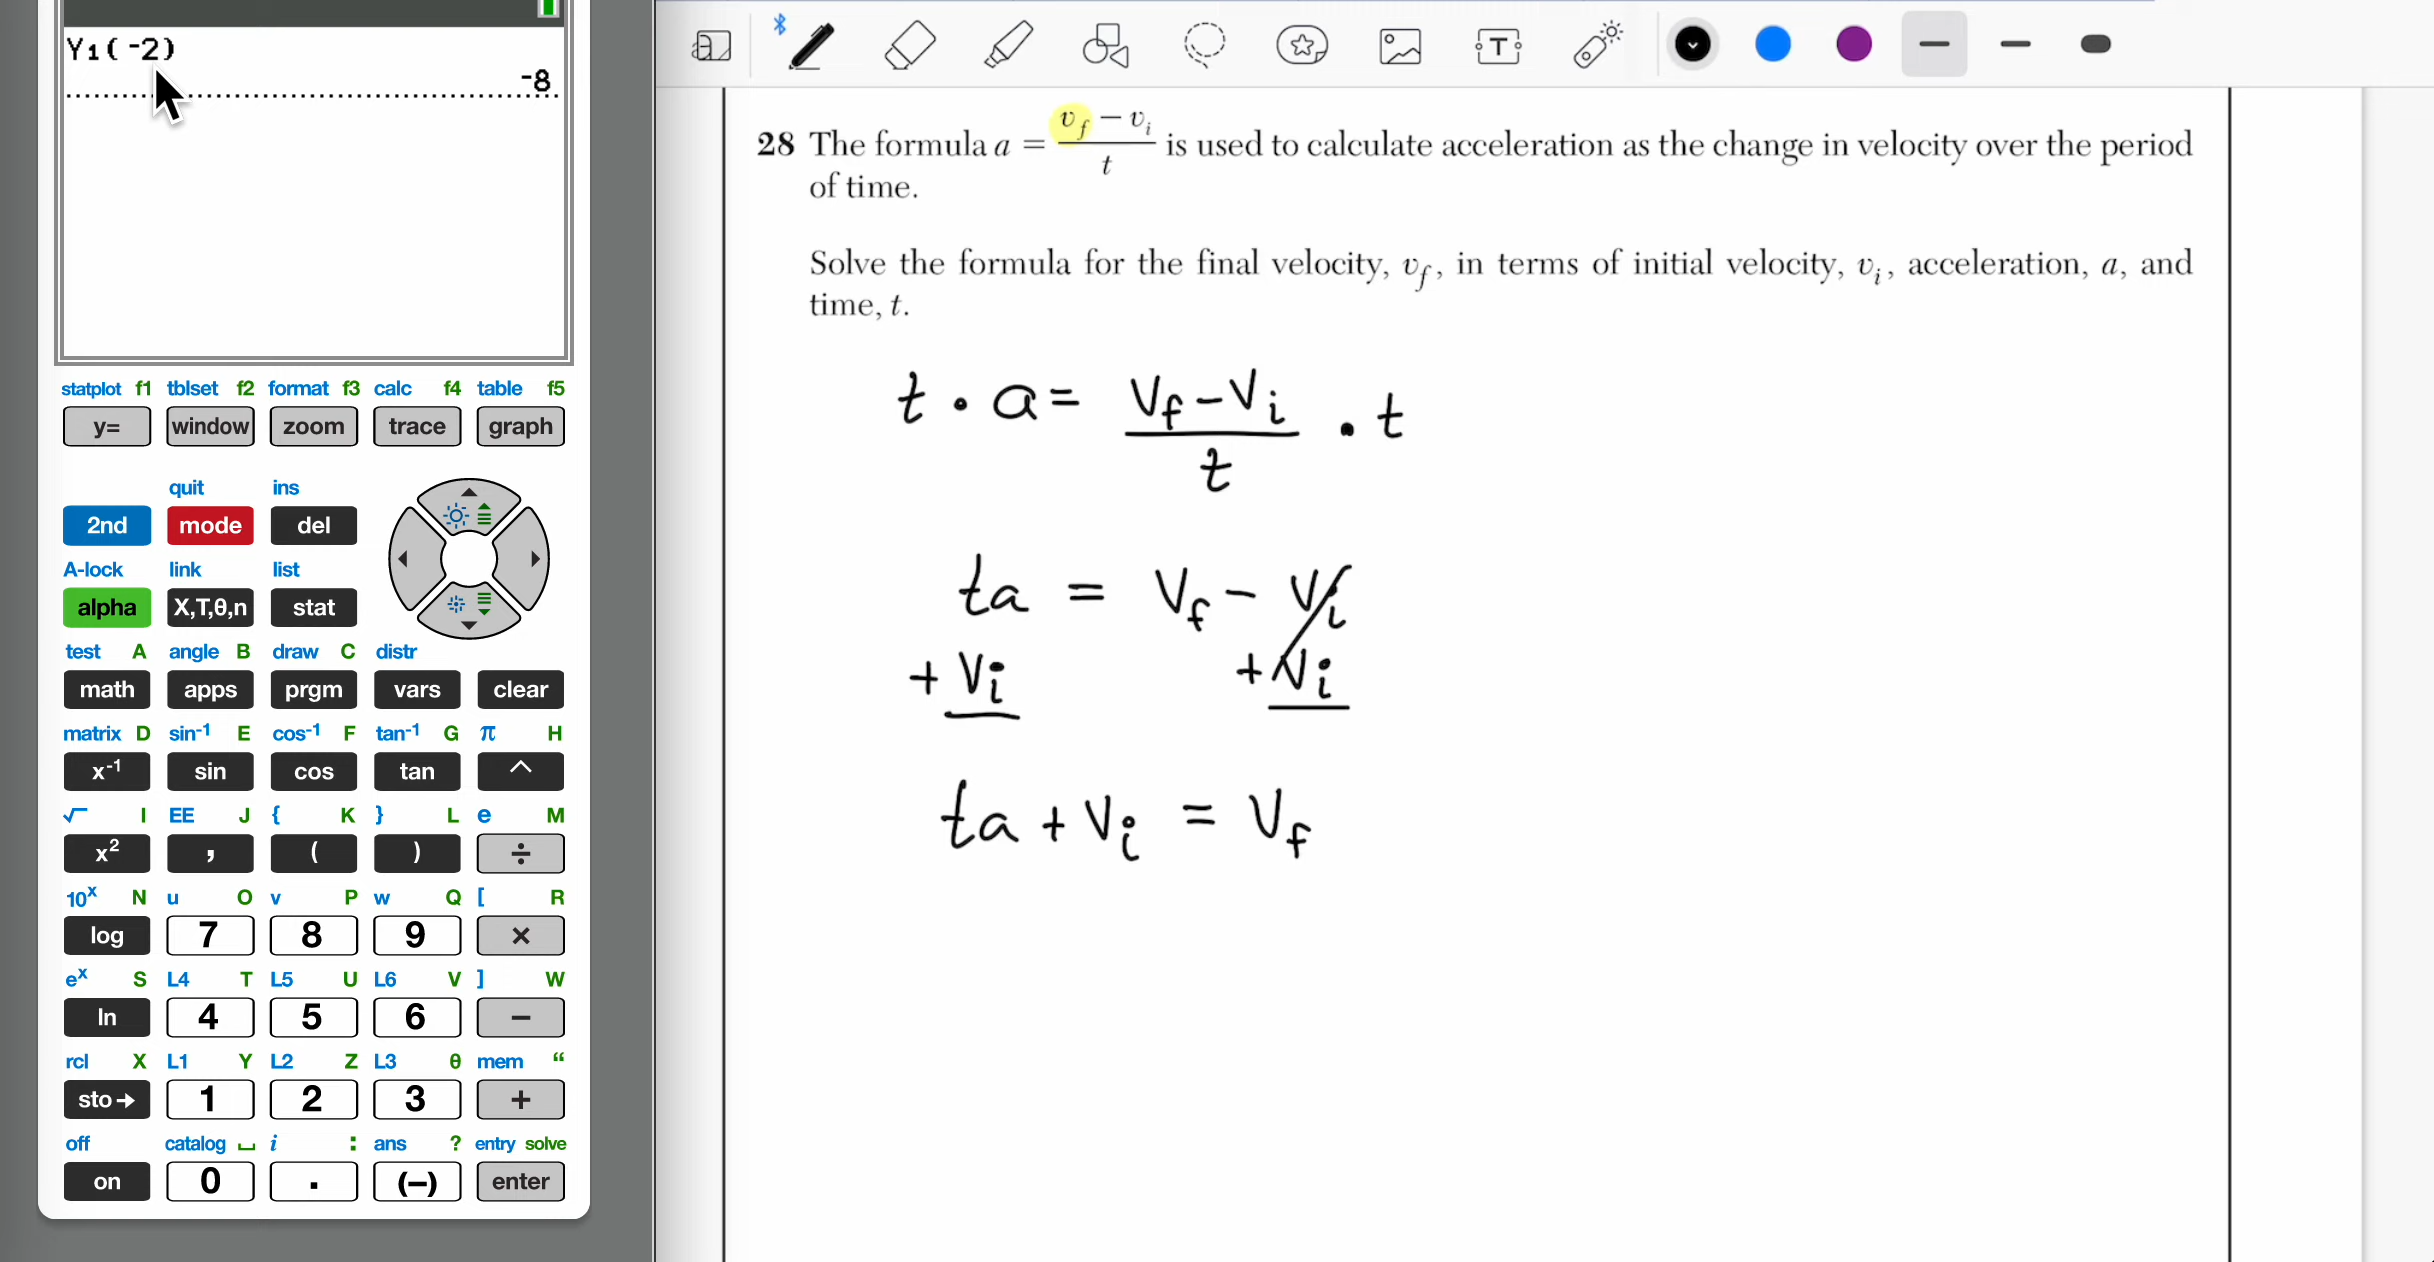 Y₁(-2)
-8
statplot f1 tblset f2 format f3 calc f4 table f5
y= window zoom trace graph
quit ins
2nd mode del
A-lock link list
alpha X,T,θ,n stat
test A angle B draw C distr
math apps prgm vars clear
matrix D sin⁻¹ E cos⁻¹ F tan⁻¹ G π H
x⁻¹ sin cos tan ^
√ I EE J { K } L e M
x² , ( ) ÷
10ˣ N u O v P w Q [ R
log 7 8 9 ×
eˣ S L4 T L5 U L6 V ] W
ln 4 5 6 −
rcl X L1 Y L2 Z L3 θ mem “
sto→ 1 2 3 +
off catalog ⎵ i : ans ? entry solve
on 0 . (−) enter
a
T
28 The formula a = (v_f − v_i)/t is used to calculate acceleration as the change in velocity over the period
of time.
Solve the formula for the final velocity, v_f, in terms of initial velocity, v_i, acceleration, a, and
time, t.
t · a = (v_f − v_i)/t · t
ta = v_f − v_i
+ v_i + v_i
ta + v_i = v_f